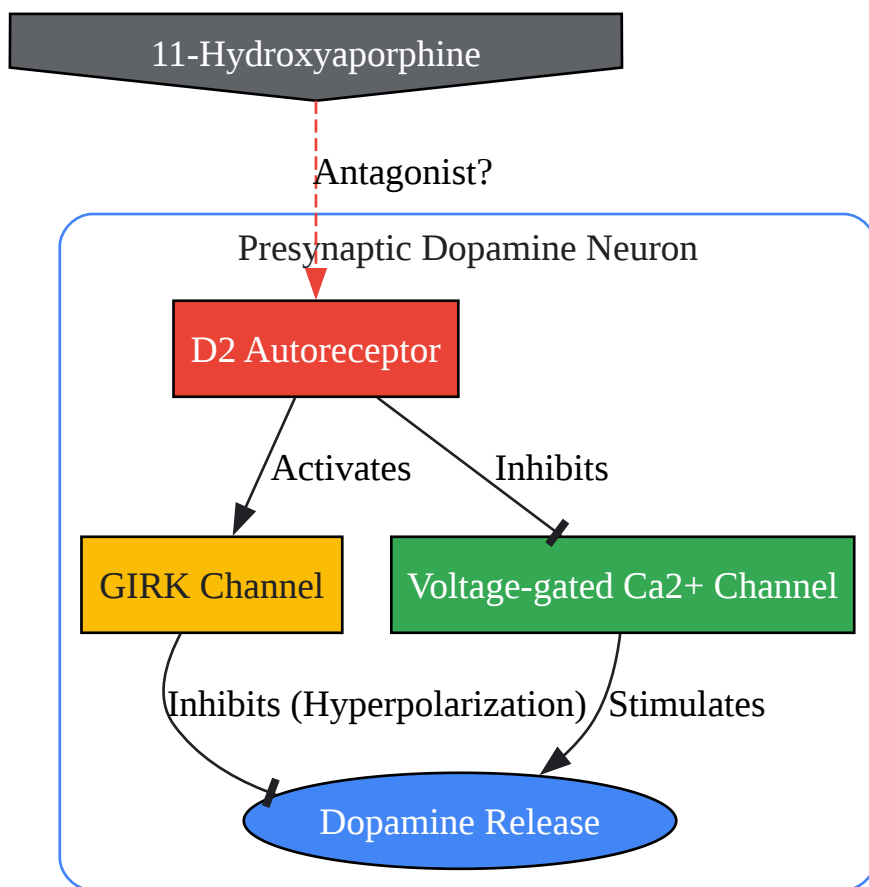 11-Hydroxyaporphine
Antagonist?
Presynaptic Dopamine Neuron
D2 Autoreceptor
Activates
Inhibits
GIRK Channel
Voltage-gated Ca2+ Channel
Inhibits (Hyperpolarization)
Stimulates
Dopamine Release